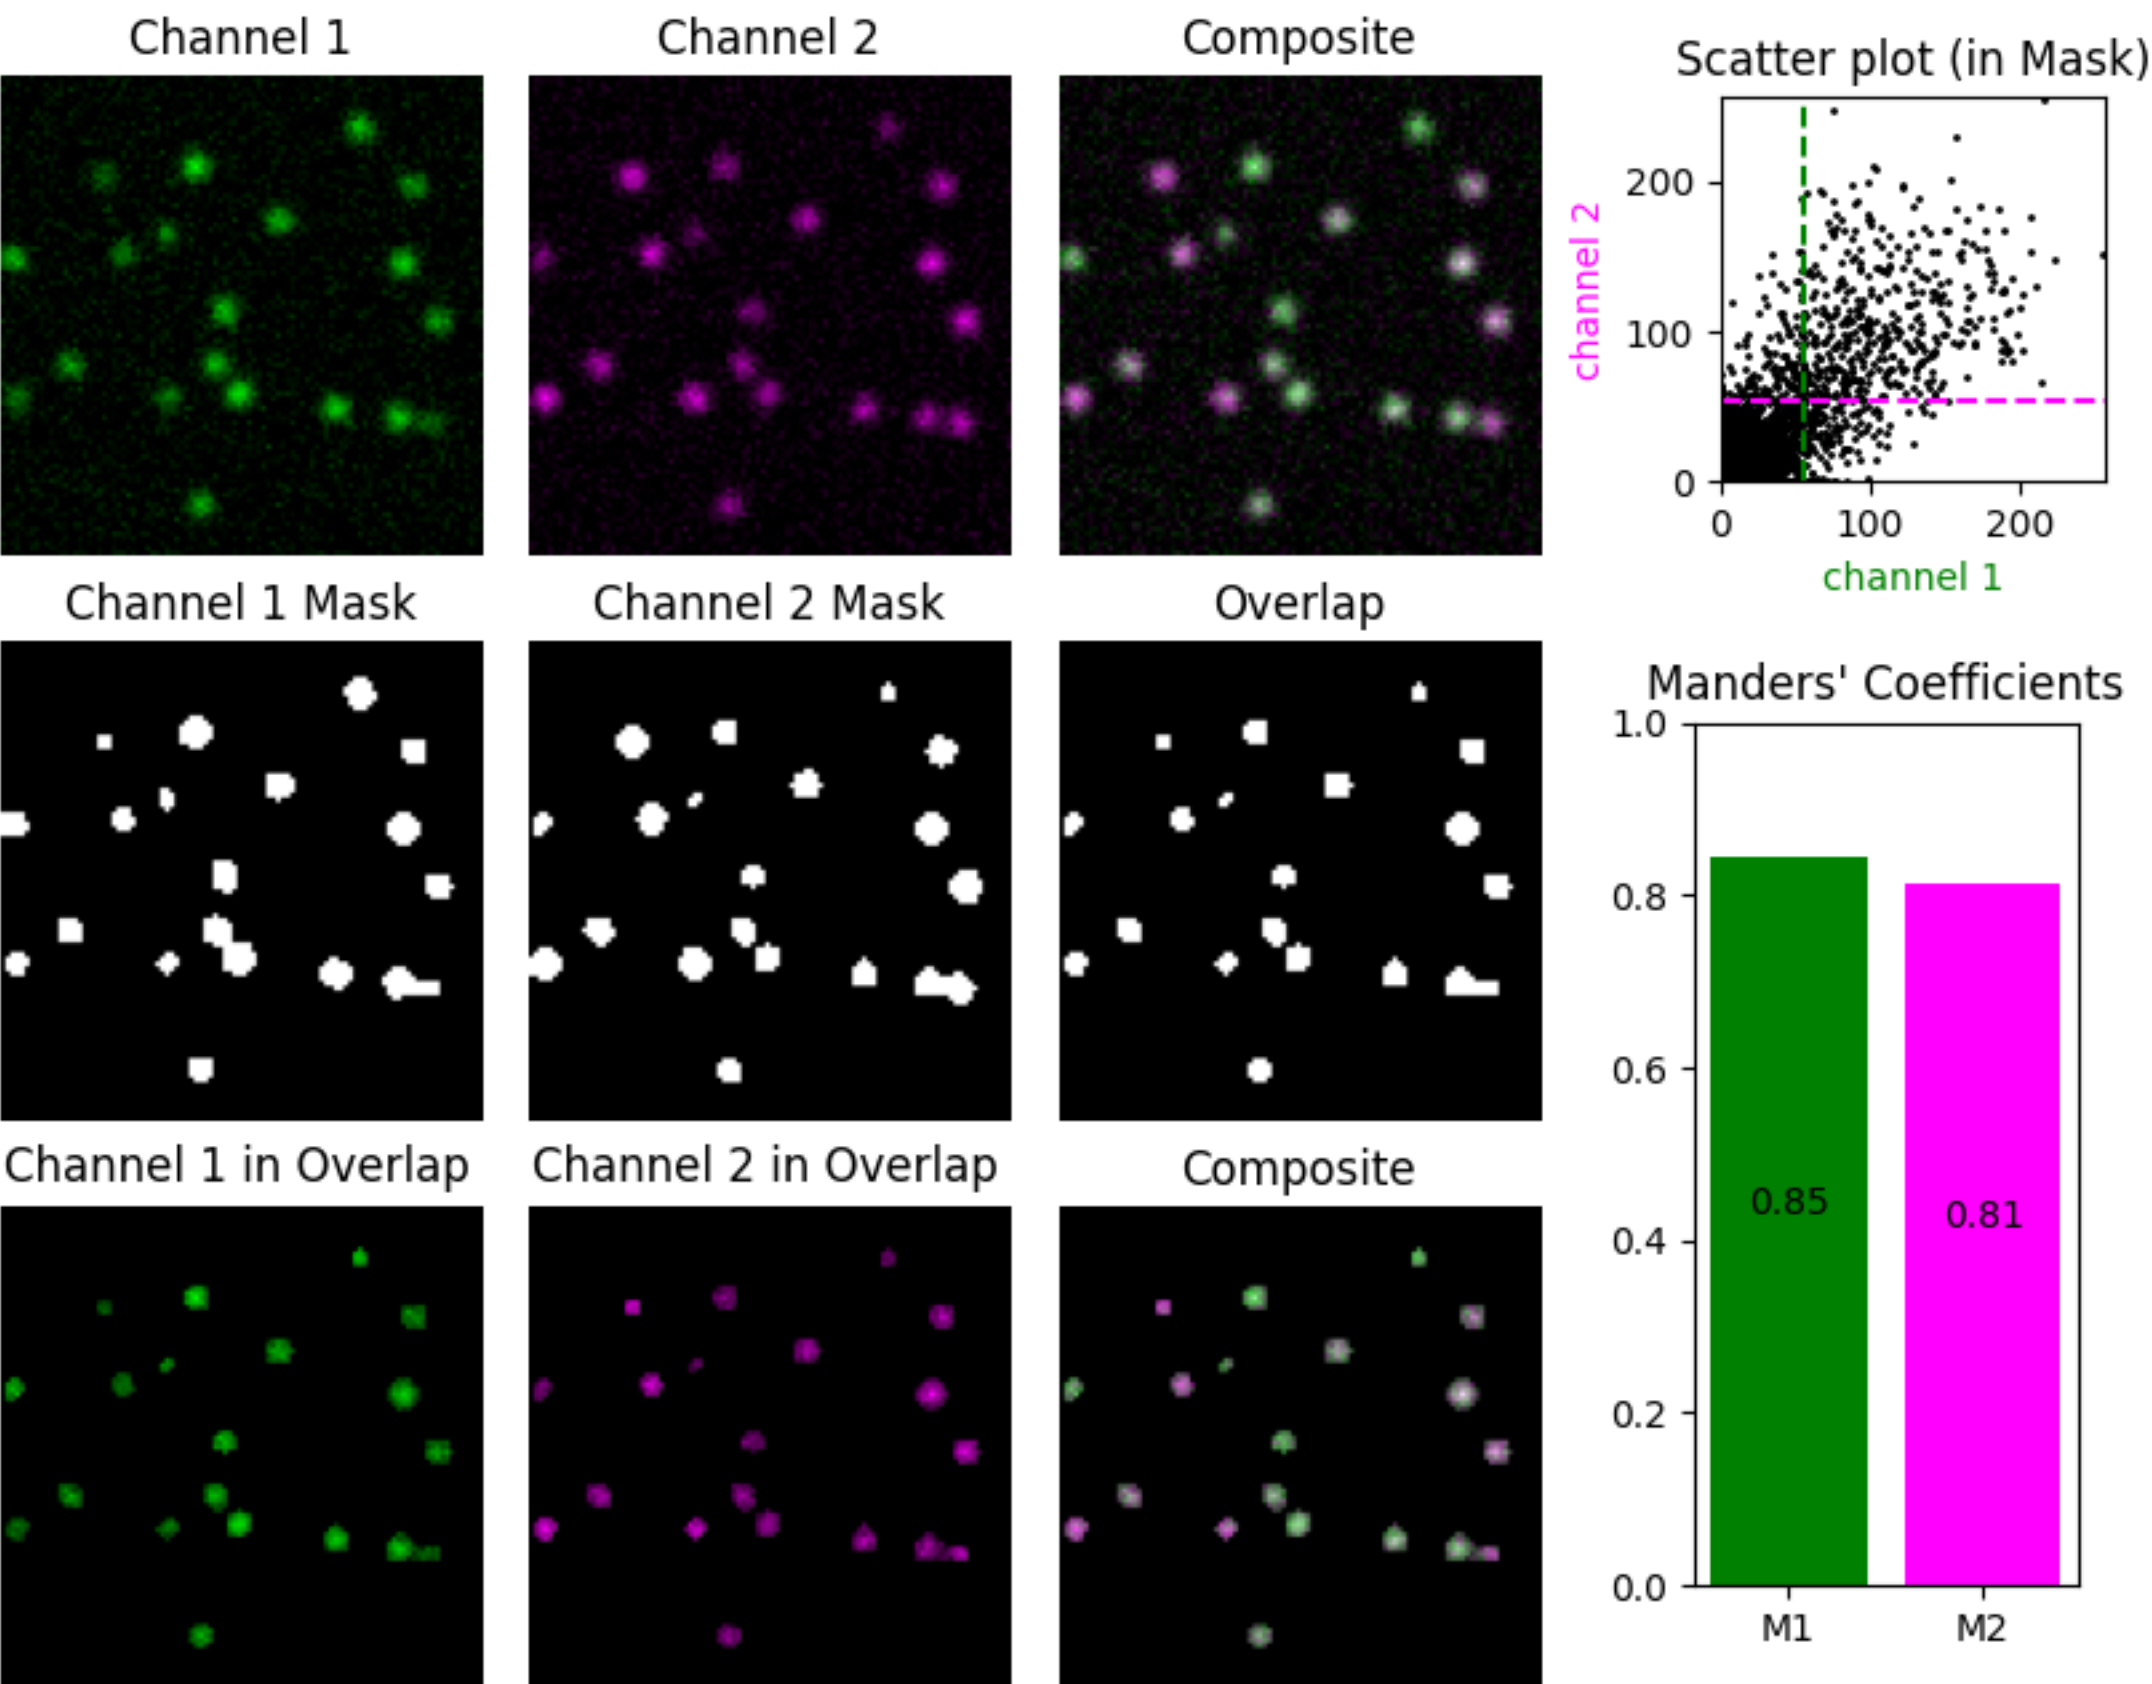 Channel 1
Channel 2
Composite
Scatter plot (in Mask)
channel 2
200
100
0
0
100
200
channel 1
Channel 1 Mask
Channel 2 Mask
Overlap
Manders' Coefficients
1.0
0.8
0.6
0.4
0.2
0.0
0.85
0.81
M1
M2
Channel 1 in Overlap
Channel 2 in Overlap
Composite